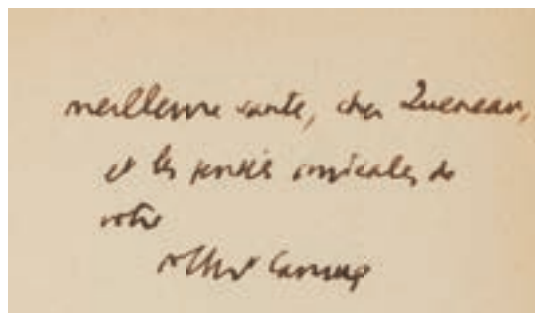 meilleure santé, cher Queneau,
et les pensées amicales de
votre
Albert Camus